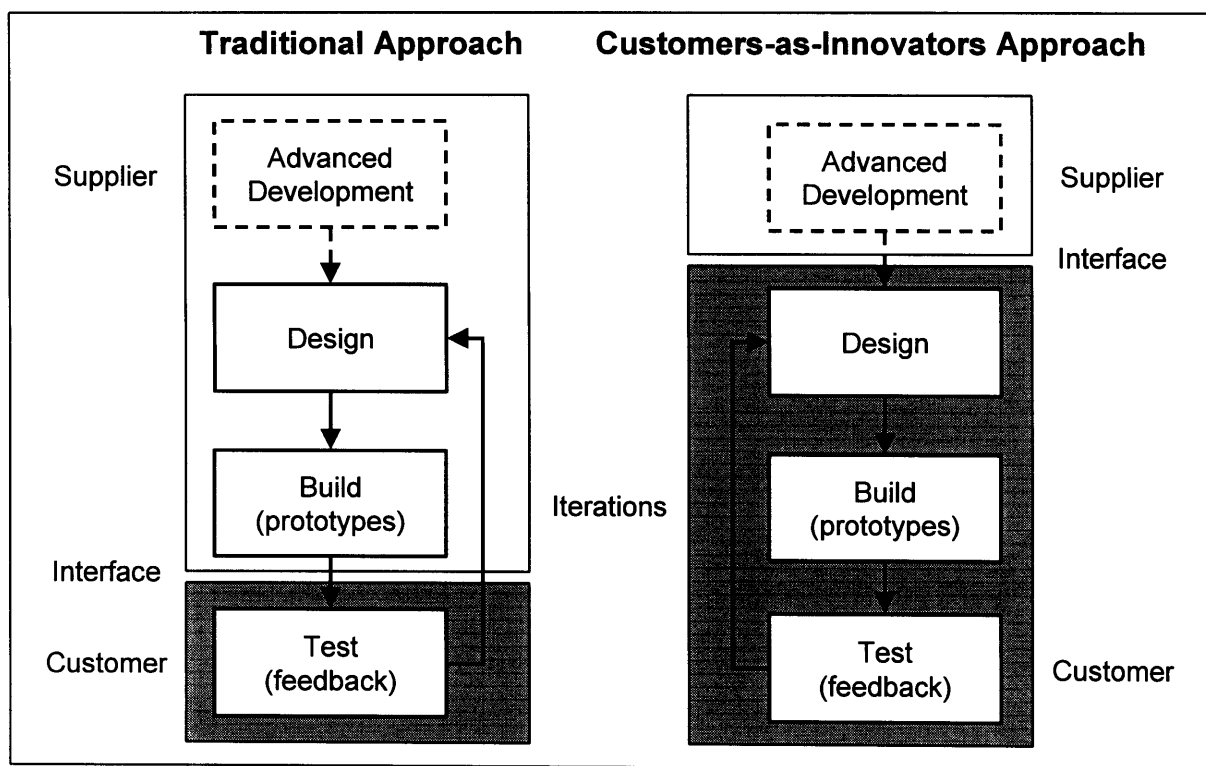 Traditional Approach
Customers-as-Innovators Approach
Supplier
Advanced
Development
Design
Build
(prototypes)
Interface
Customer
Test
(feedback)
Iterations
Advanced
Development
Supplier
Interface
Design
Build
(prototypes)
Test
(feedback)
Customer